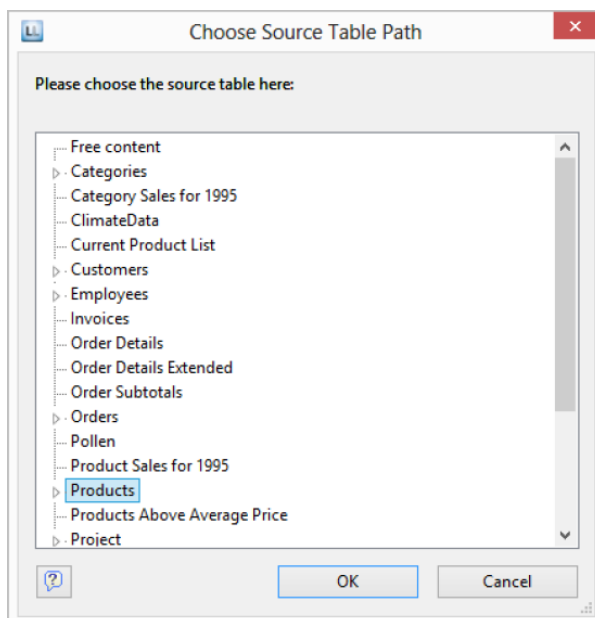 LL
Choose Source Table Path
Please choose the source table here:
Free content
Categories
Category Sales for 1995
ClimateData
Current Product List
Customers
Employees
Invoices
Order Details
Order Details Extended
Order Subtotals
Orders
Pollen
Product Sales for 1995
Products
Products Above Average Price
Project
?
OK
Cancel